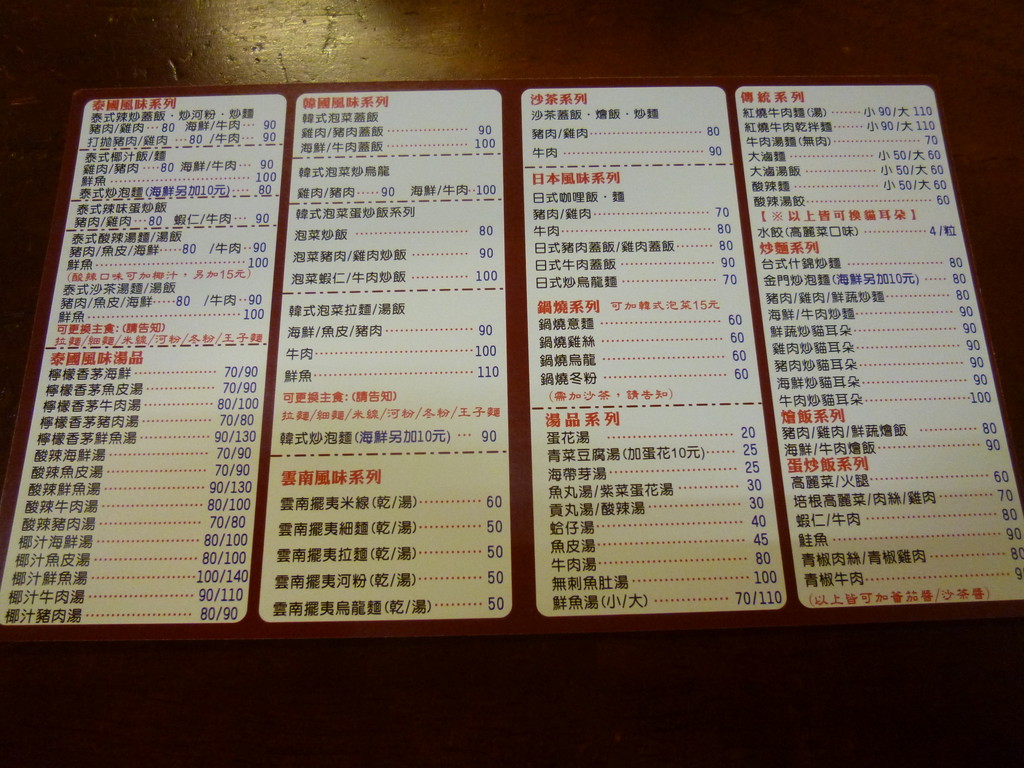 泰國風味系列
泰式辣炒蓋飯．炒河粉．炒麵
豬肉/雞肉…80 海鮮/牛肉… 90
打拋豬肉/雞肉 …80 /牛肉… 90
泰式椰汁飯/麵
雞肉/豬肉……80 海鮮/牛肉… 90
鮮魚…100
泰式炒泡麵(海鮮另加10元)… 80
泰式辣味蛋炒飯
豬肉/雞肉…80 蝦仁/牛肉… 90
泰式酸辣湯麵/湯飯
豬肉/魚皮/海鮮……80 /牛肉…90
鮮魚…100
(酸辣口味可加椰汁，另加15元)
泰式沙茶湯麵/湯飯
豬肉/魚皮/海鮮……80 /牛肉…90
鮮魚…100
可更換主食:(請告知)
拉麵/細麵/米線/河粉/冬粉/王子麵
泰國風味湯品
檸檬香茅海鮮…70/90
檸檬香茅魚皮湯…70/90
檸檬香茅牛肉湯…80/100
檸檬香茅豬肉湯…70/80
檸檬香茅鮮魚湯…90/130
酸辣海鮮湯…70/90
酸辣魚皮湯…70/90
酸辣鮮魚湯…90/130
酸辣牛肉湯…80/100
酸辣豬肉湯…70/80
椰汁海鮮湯…80/100
椰汁魚皮湯…80/100
椰汁鮮魚湯…100/140
椰汁牛肉湯…90/110
椰汁豬肉湯…80/90
韓國風味系列
韓式泡菜蓋飯
雞肉/豬肉蓋飯…90
海鮮/牛肉蓋飯…100
韓式泡菜炒烏龍
雞肉/豬肉……90 海鮮/牛肉…100
韓式泡菜蛋炒飯系列
泡菜炒飯…80
泡菜豬肉/雞肉炒飯…90
泡菜蝦仁/牛肉炒飯…100
韓式泡菜拉麵/湯飯
海鮮/魚皮/豬肉…90
牛肉…100
鮮魚…110
可更換主食:(請告知)
拉麵/細麵/米線/河粉/冬粉/王子麵
韓式炒泡麵(海鮮另加10元)… 90
雲南風味系列
雲南擺夷米線(乾/湯)…60
雲南擺夷細麵(乾/湯)…50
雲南擺夷拉麵(乾/湯)…50
雲南擺夷河粉(乾/湯)…50
雲南擺夷烏龍麵(乾/湯)…50
沙茶系列
沙茶蓋飯．燴飯．炒麵
豬肉/雞肉…80
牛肉…90
日本風味系列
日式咖哩飯．麵
豬肉/雞肉…70
牛肉…80
日式豬肉蓋飯/雞肉蓋飯…80
日式牛肉蓋飯…90
日式炒烏龍麵…70
鍋燒系列 可加韓式泡菜15元
鍋燒意麵…60
鍋燒雞絲…60
鍋燒烏龍…60
鍋燒冬粉…60
(需加沙茶，請告知)
湯品系列
蛋花湯…20
青菜豆腐湯(加蛋花10元)…25
海帶芽湯…25
魚丸湯/紫菜蛋花湯…30
貢丸湯/酸辣湯…30
蛤仔湯…40
魚皮湯…45
牛肉湯…80
無刺魚肚湯…100
鮮魚湯(小/大)…70/110
傳統系列
紅燒牛肉麵(湯)……小 90/大 110
紅燒牛肉乾拌麵……小 90/大 110
牛肉湯麵(無肉)…70
大滷麵…小 50/大 60
大滷湯飯…小 50/大 60
酸辣麵…小 50/大 60
酸辣湯餃…60
【※以上皆可換貓耳朵】
水餃(高麗菜口味)…4/粒
炒麵系列
台式什錦炒麵…80
金門炒泡麵(海鮮另加10元)…80
豬肉/雞肉/鮮蔬炒麵…80
海鮮/牛肉炒麵…90
鮮蔬炒貓耳朵…90
雞肉炒貓耳朵…90
豬肉炒貓耳朵…90
海鮮炒貓耳朵…90
牛肉炒貓耳朵…100
燴飯系列
豬肉/雞肉/鮮蔬燴飯…80
海鮮/牛肉燴飯…90
蛋炒飯系列
高麗菜/火腿…60
培根高麗菜/肉絲/雞肉…70
蝦仁/牛肉…80
鮭魚…90
青椒肉絲/青椒雞肉…80
青椒牛肉…
(以上皆可加蕃茄醬/沙茶醬)